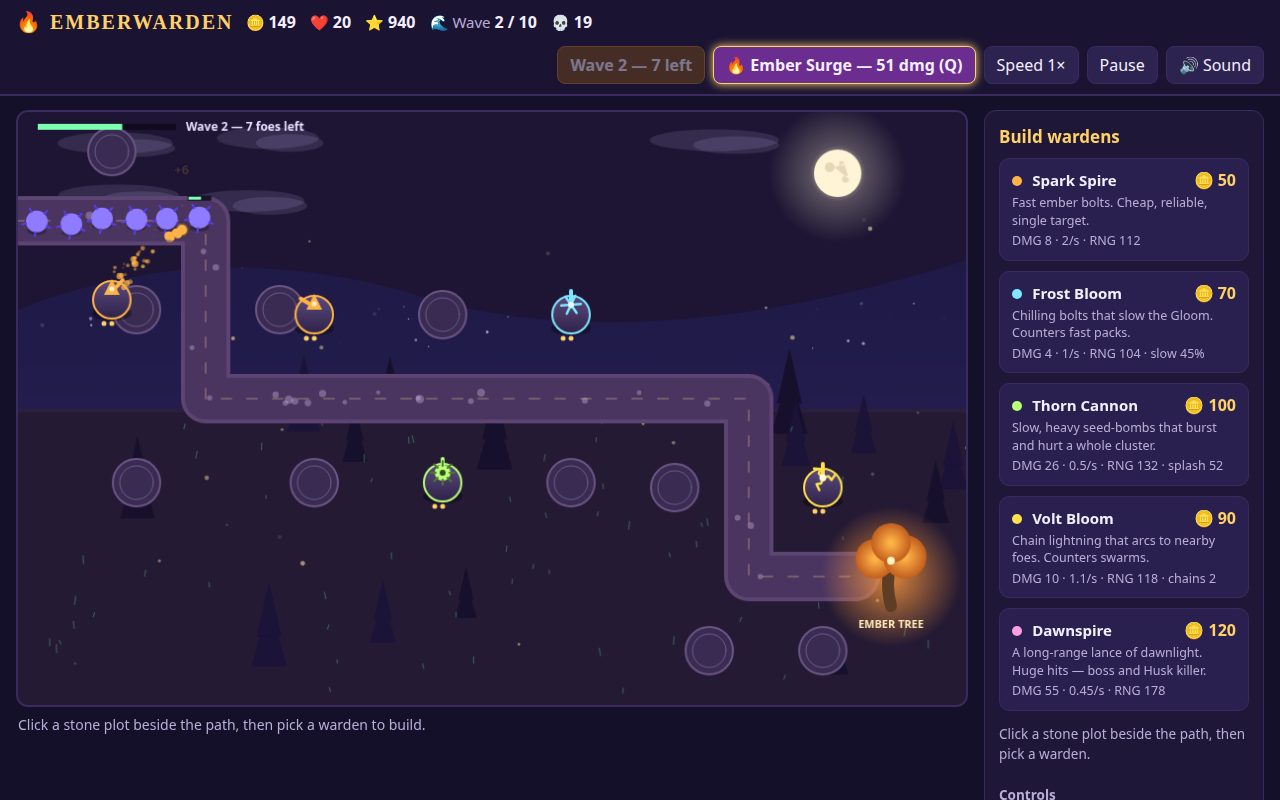 🔥 EMBERWARDEN 🪙 149 ❤️ 20 ⭐ 940 🌊 Wave 2 / 10 💀 19
Wave 2 — 7 left 🔥 Ember Surge — 51 dmg (Q) Speed 1× Pause 🔊 Sound
Wave 2 — 7 foes left
+6
EMBER TREE
Click a stone plot beside the path, then pick a warden to build.
Build wardens
Spark Spire 🪙 50
Fast ember bolts. Cheap, reliable,
single target.
DMG 8 · 2/s · RNG 112
Frost Bloom 🪙 70
Chilling bolts that slow the Gloom.
Counters fast packs.
DMG 4 · 1/s · RNG 104 · slow 45%
Thorn Cannon 🪙 100
Slow, heavy seed-bombs that burst
and hurt a whole cluster.
DMG 26 · 0.5/s · RNG 132 · splash 52
Volt Bloom 🪙 90
Chain lightning that arcs to nearby
foes. Counters swarms.
DMG 10 · 1.1/s · RNG 118 · chains 2
Dawnspire 🪙 120
A long-range lance of dawnlight.
Huge hits — boss and Husk killer.
DMG 55 · 0.45/s · RNG 178
Click a stone plot beside the path, then
pick a warden.
Controls